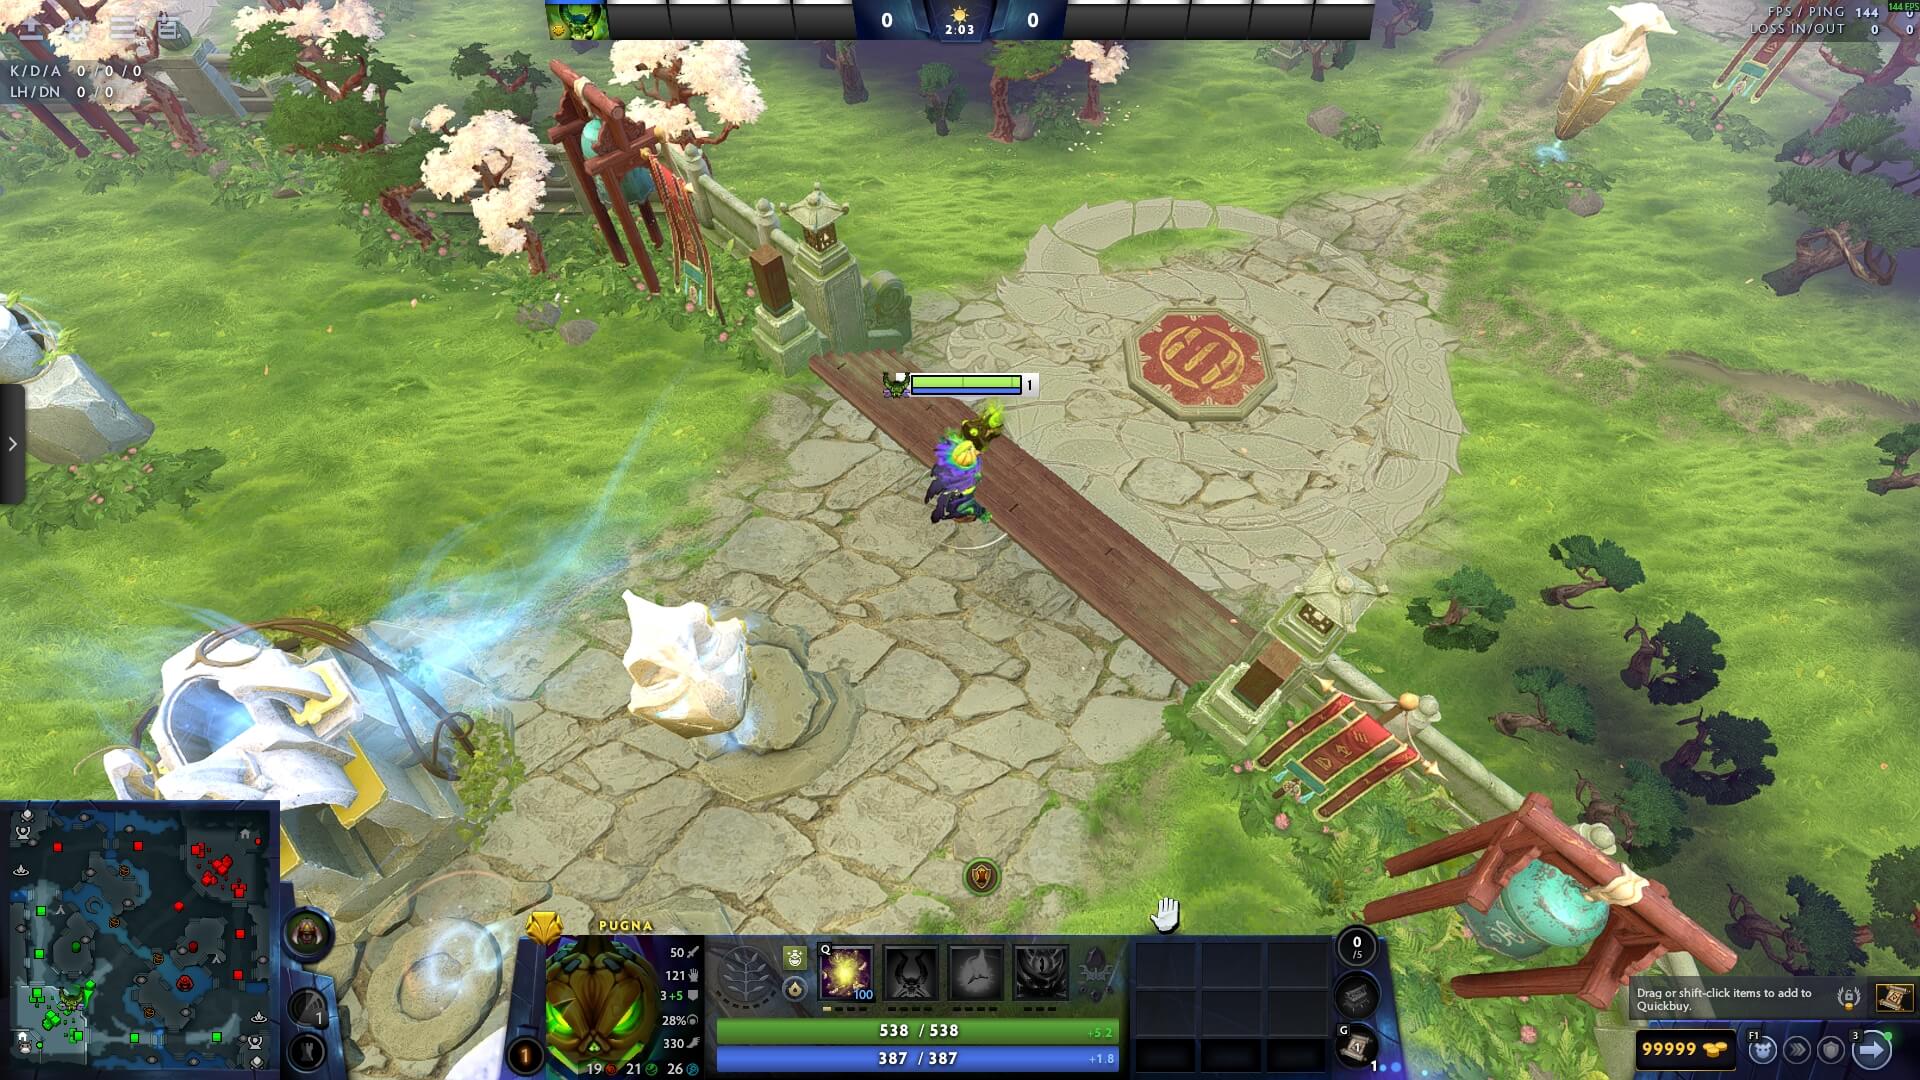 0
2:03
0
FPS / PING 144 0
144 FPS
LOSS IN/OUT 0 0
K/D/A 0 / 0 / 0
LH/DN 0 / 0
1
PUGNA
50
121
3 +5
28%
330
19 21 26
1
1
Q
100
538 / 538
+5.2
387 / 387
+1.8
0
/5
G
1
Drag or shift-click items to add to
Quickbuy.
99999
F1
3